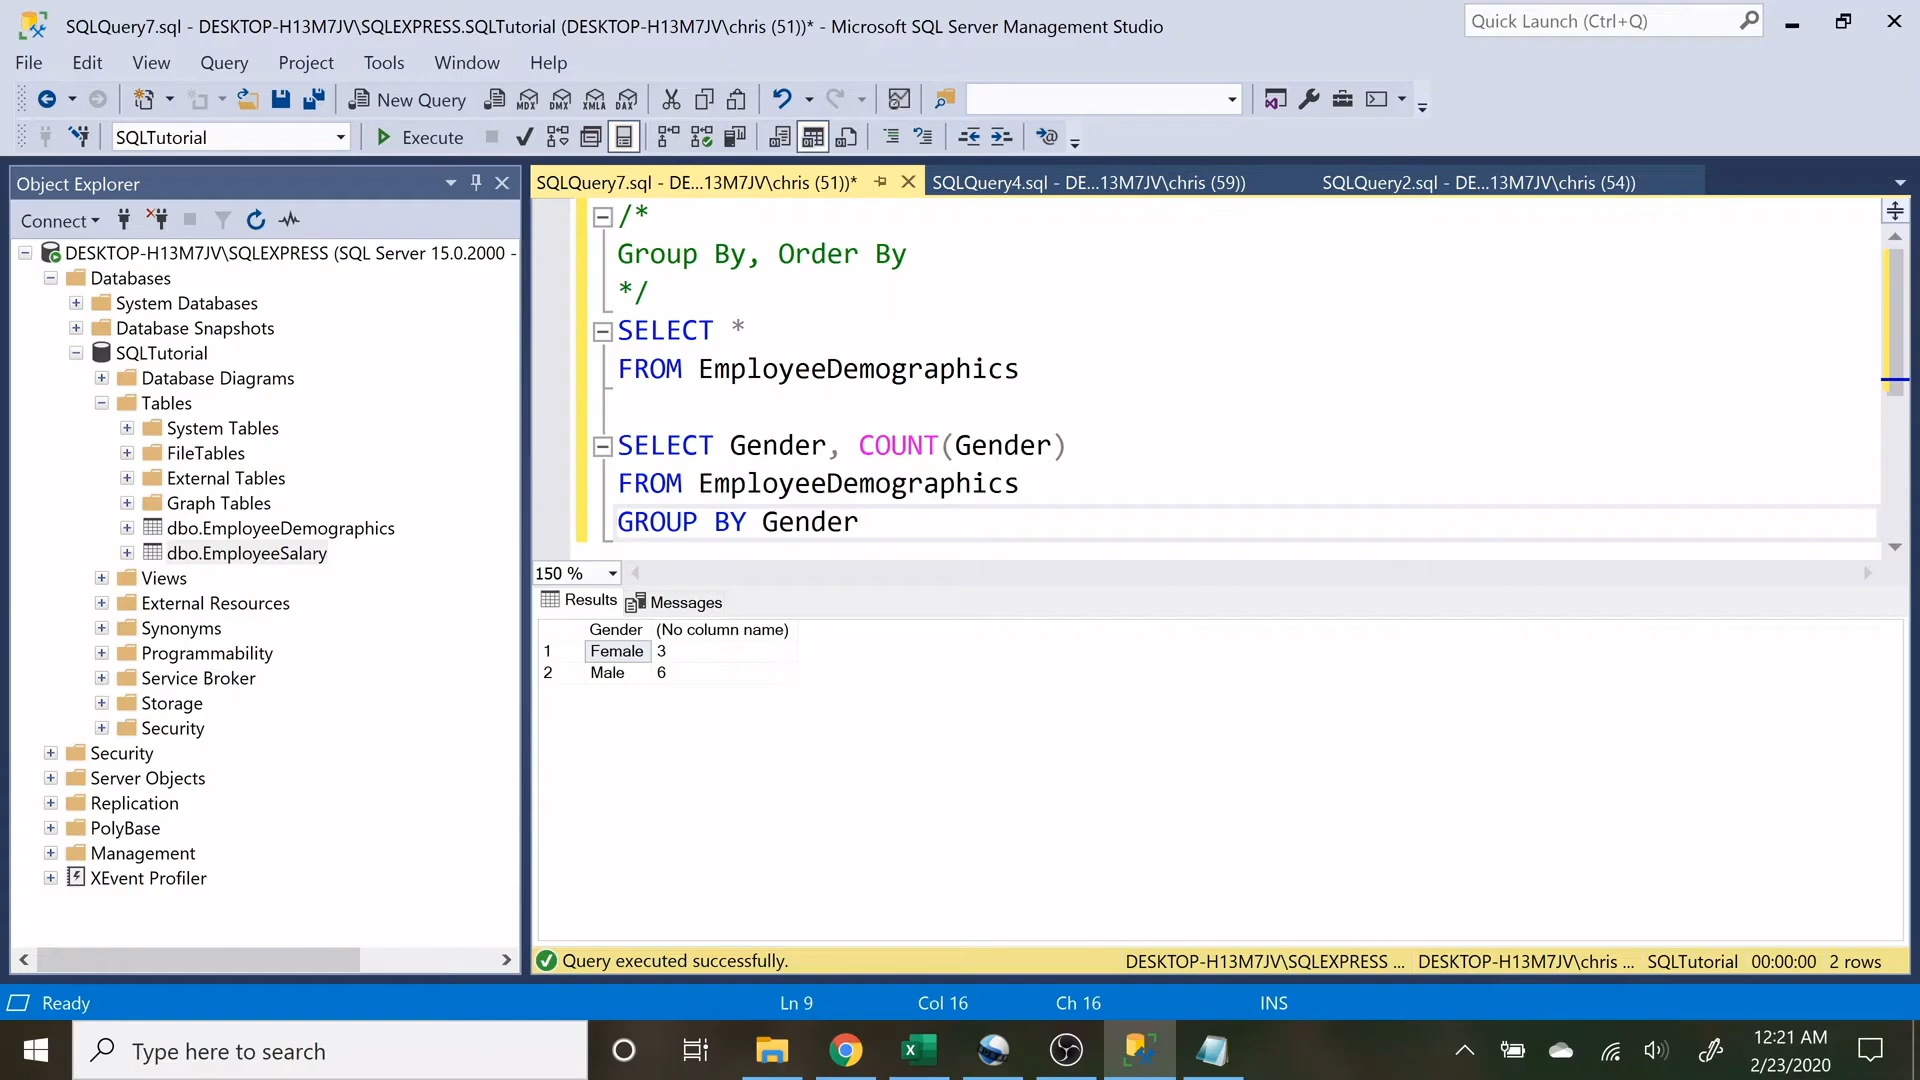 SQLQuery7.sql - DESKTOP-H13M7JV\SQLEXPRESS.SQLTutorial (DESKTOP-H13M7JV\chris (51))* - Microsoft SQL Server Management Studio
Quick Launch (Ctrl+Q)
File Edit View Query Project Tools Window Help
New Query MDX DMX XMLA DAX
SQLTutorial Execute
Object Explorer
SQLQuery7.sql - DE...13M7JV\chris (51))* SQLQuery4.sql - DE...13M7JV\chris (59)) SQLQuery2.sql - DE...13M7JV\chris (54))
Connect
DESKTOP-H13M7JV\SQLEXPRESS (SQL Server 15.0.2000 -
Databases
System Databases
Database Snapshots
SQLTutorial
Database Diagrams
Tables
System Tables
FileTables
External Tables
Graph Tables
dbo.EmployeeDemographics
dbo.EmployeeSalary
Views
External Resources
Synonyms
Programmability
Service Broker
Storage
Security
Security
Server Objects
Replication
PolyBase
Management
XEvent Profiler
/*
Group By, Order By
*/
SELECT *
FROM EmployeeDemographics
SELECT Gender, COUNT(Gender)
FROM EmployeeDemographics
GROUP BY Gender
150 %
Results Messages
Gender (No column name)
1 Female 3
2 Male 6
Query executed successfully. DESKTOP-H13M7JV\SQLEXPRESS ... DESKTOP-H13M7JV\chris ... SQLTutorial 00:00:00 2 rows
Ready Ln 9 Col 16 Ch 16 INS
Type here to search
12:21 AM
2/23/2020